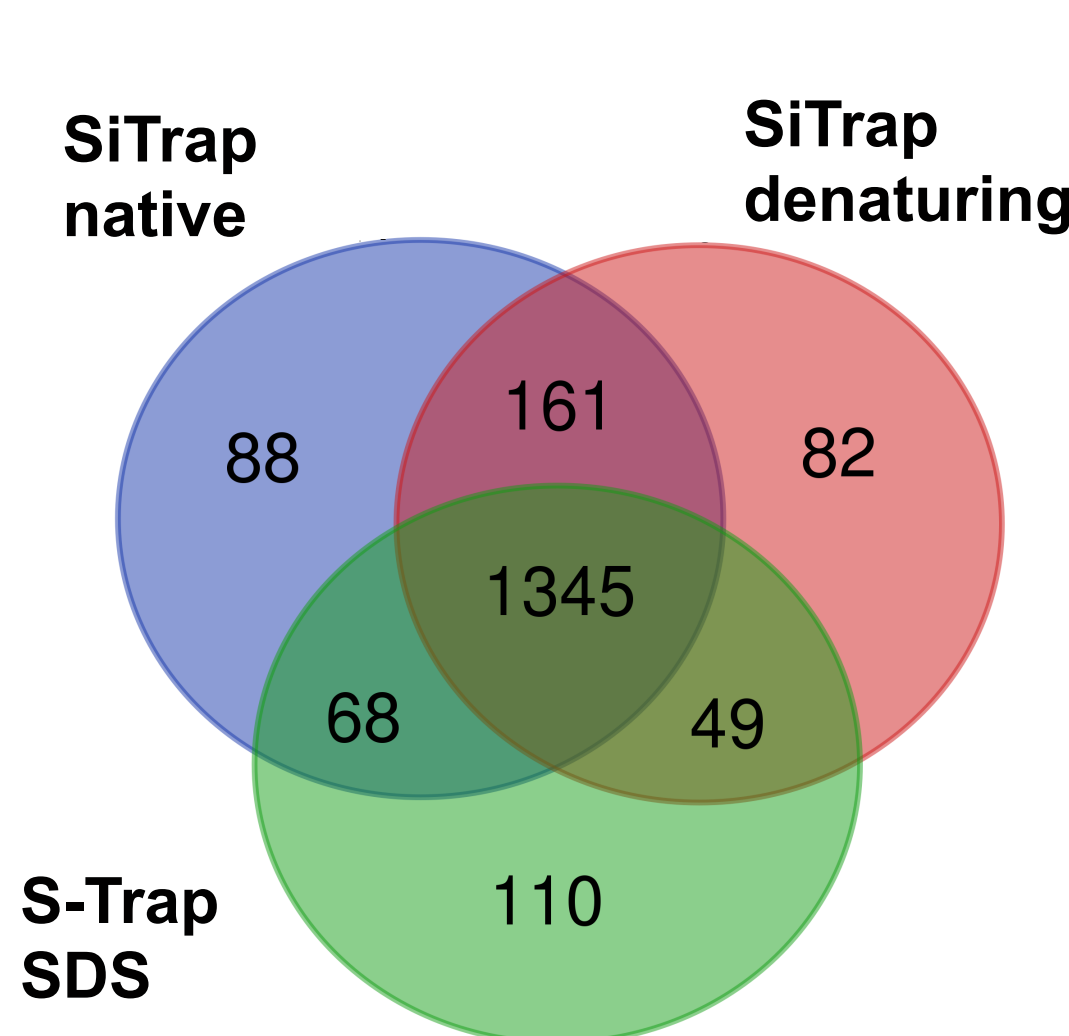 SiTrap
native
SiTrap
denaturing
161
88
82
1345
68
49
110
S-Trap
SDS